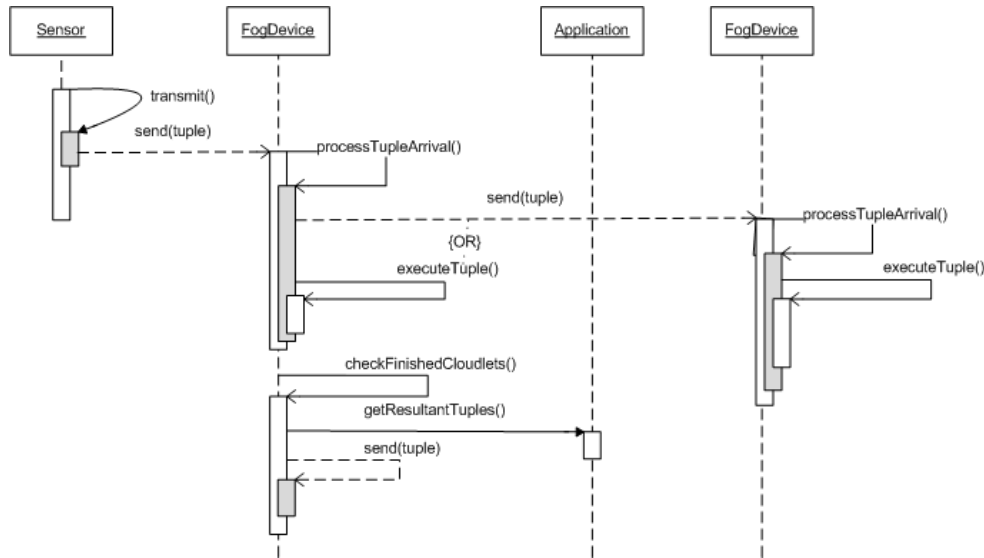 Sensor
FogDevice
Application
FogDevice
transmit()
send(tuple)
processTupleArrival()
send(tuple)
processTupleArrival()
{OR}
executeTuple()
executeTuple()
checkFinishedCloudlets()
getResultantTuples()
send(tuple)